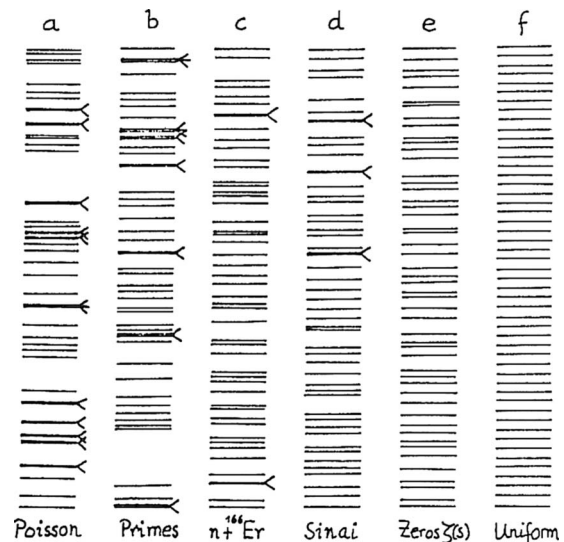 a b c d e f
Poisson Primes n+¹⁶⁶Er Sinai Zeros ζ(s) Uniform